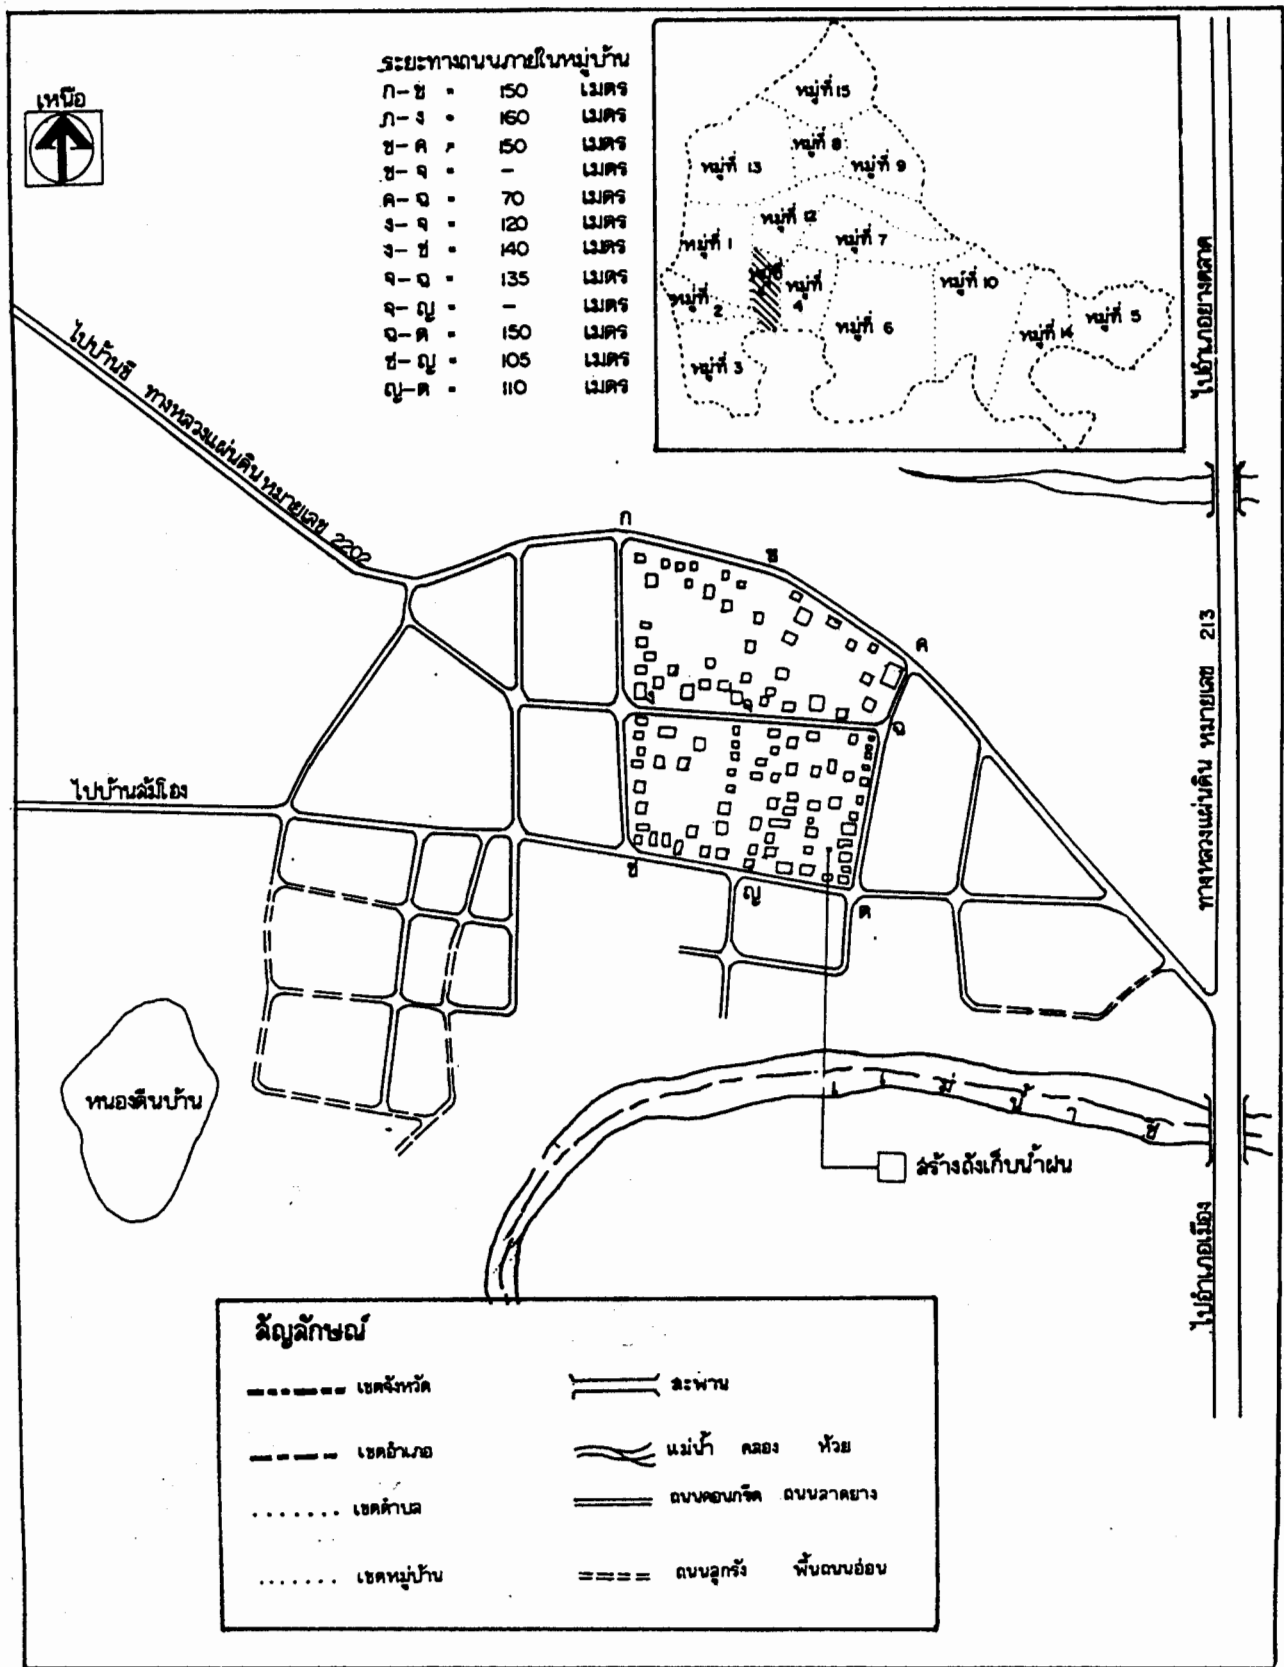 เหนือ
ระยะทางถนนภายในหมู่บ้าน
ก-ข = 150 เมตร
ก-ง = 160 เมตร
ข-ค = 150 เมตร
ข-จ = - เมตร
ค-ฉ = 70 เมตร
ง-จ = 120 เมตร
ง-ช = 140 เมตร
จ-ฉ = 135 เมตร
จ-ญ = - เมตร
ฉ-ต = 150 เมตร
ช-ญ = 105 เมตร
ญ-ต = 110 เมตร
หมู่ที่ 15
หมู่ที่ 8
หมู่ที่ 13
หมู่ที่ 9
หมู่ที่ 12
หมู่ที่ 1
หมู่ที่ 7
หมู่ที่ 10
หมู่ที่ 4
หมู่ที่ 2
หมู่ที่ 6
หมู่ที่ 14
หมู่ที่ 5
หมู่ที่ 3
ไปอำเภอยางตลาด
ไปบ้านชี ทางหลวงแผ่นดิน หมายเลข 2202
ก
ข
ค
ง
จ
ฉ
ทางหลวงแผ่นดิน หมายเลข 213
ไปบ้านส้มโฮง
ช
ญ
ต
หนองตีนบ้าน
แม่น้ำชี
สร้างถังเก็บน้ำฝน
ไปอำเภอเมือง
สัญลักษณ์
เขตจังหวัด
สะพาน
เขตอำเภอ
แม่น้ำ คลอง ห้วย
เขตตำบล
ถนนคอนกรีต ถนนลาดยาง
เขตหมู่บ้าน
ถนนลูกรัง พื้นถนนอ่อน